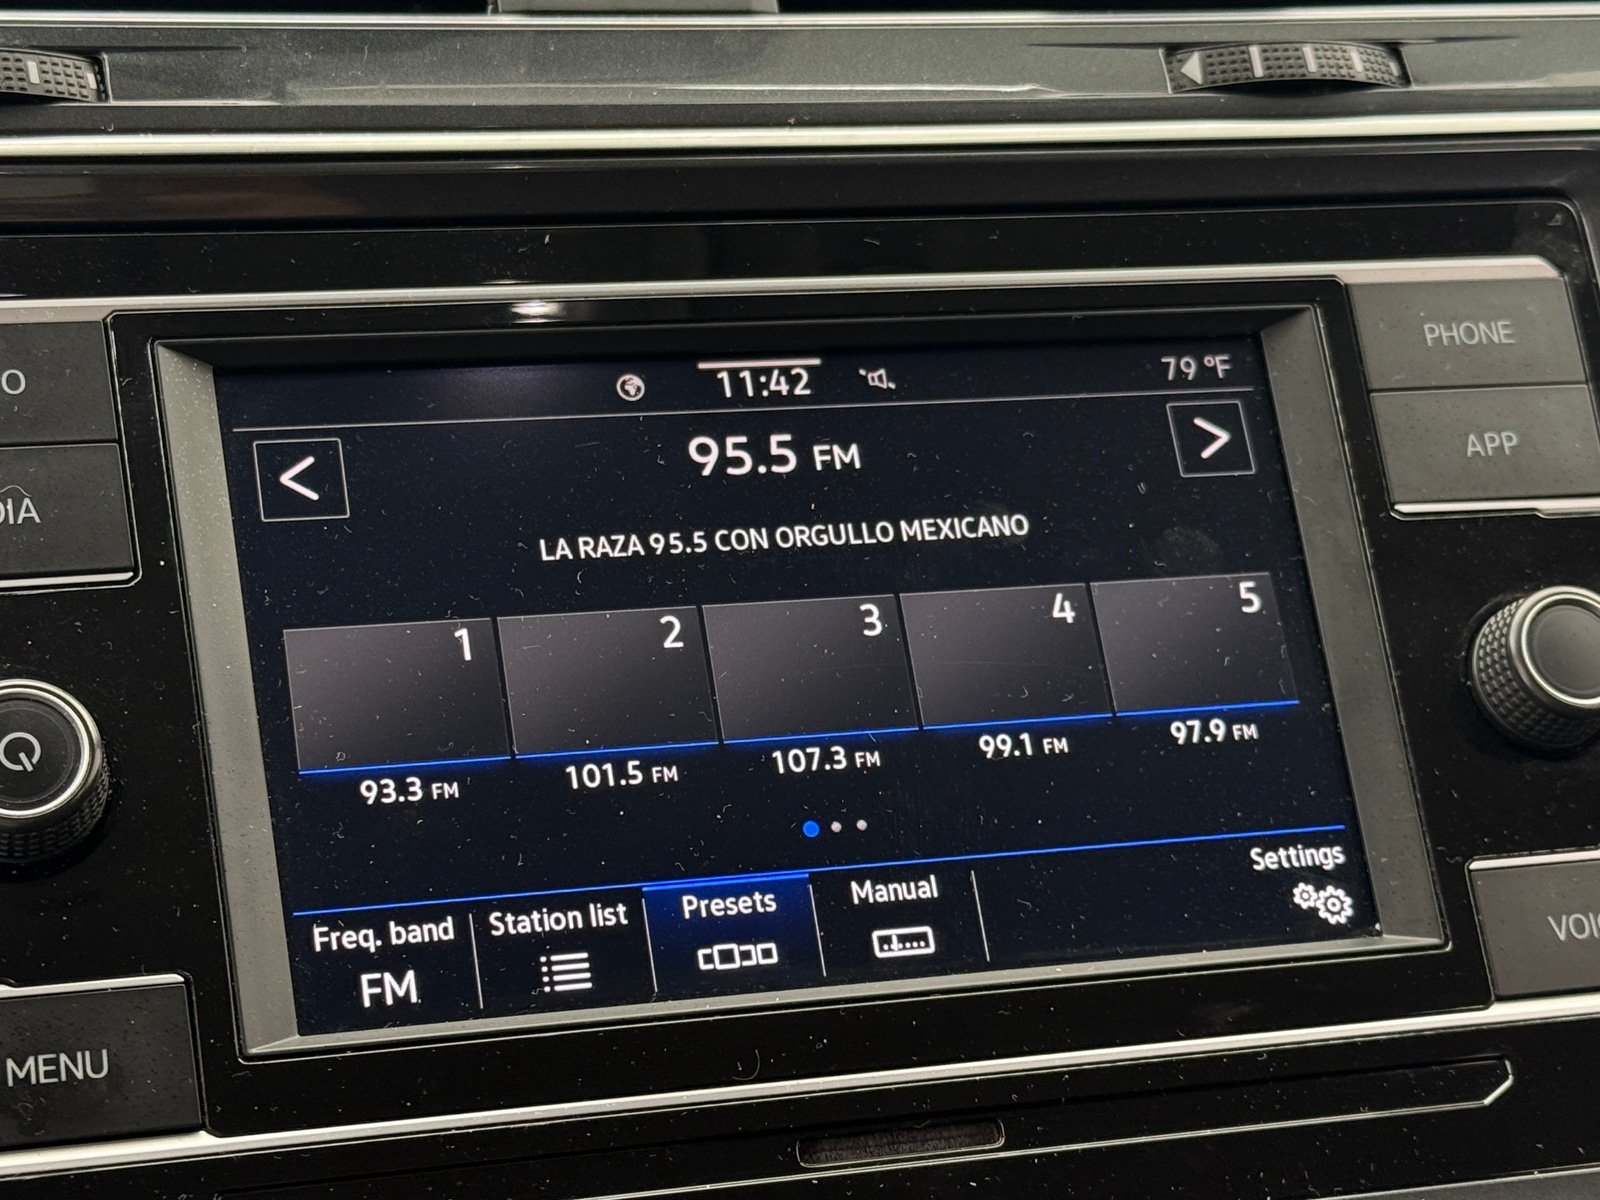 11:42
79 °F
95.5 FM
LA RAZA 95.5 CON ORGULLO MEXICANO
1 2 3 4 5
93.3 FM 101.5 FM 107.3 FM 99.1 FM 97.9 FM
Freq. band Station list Presets Manual Settings
FM
PHONE
APP
MENU